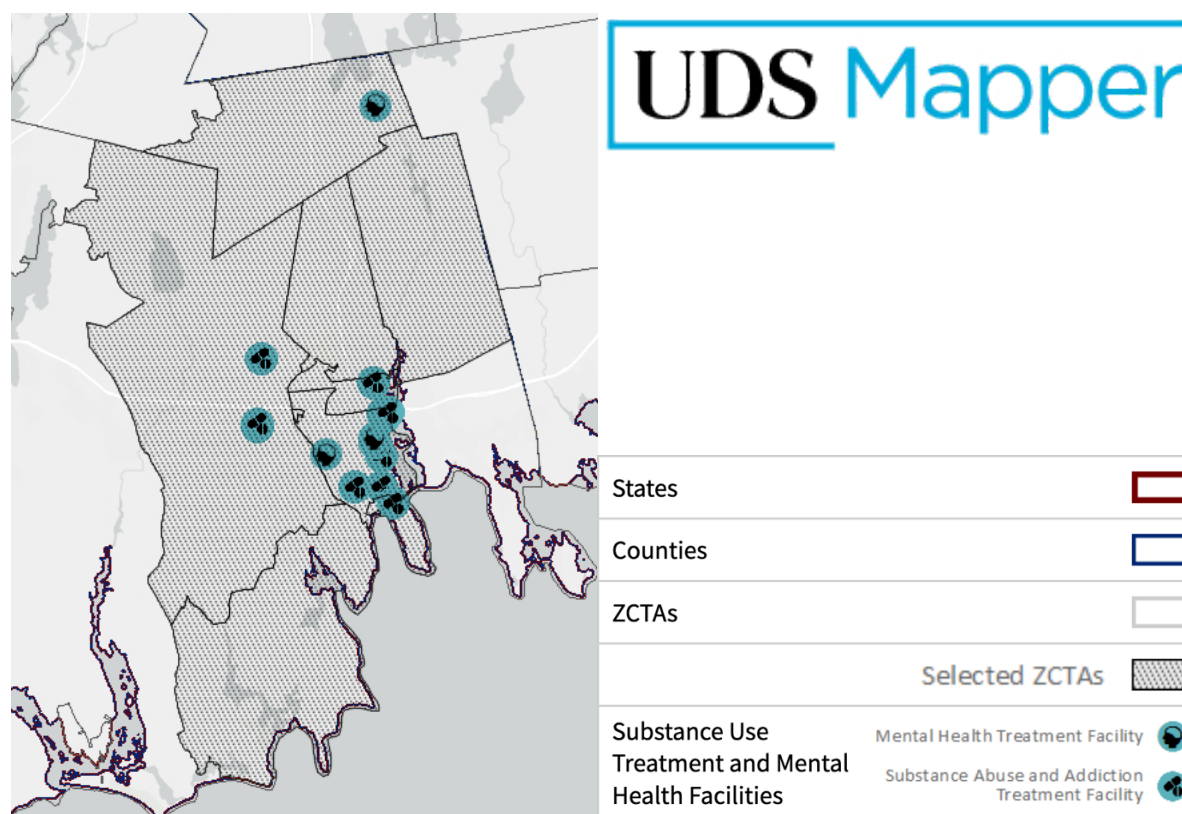 UDS Mapper
States
Counties
ZCTAs
Selected ZCTAs
Substance Use
Treatment and Mental
Health Facilities
Mental Health Treatment Facility
Substance Abuse and Addiction
Treatment Facility